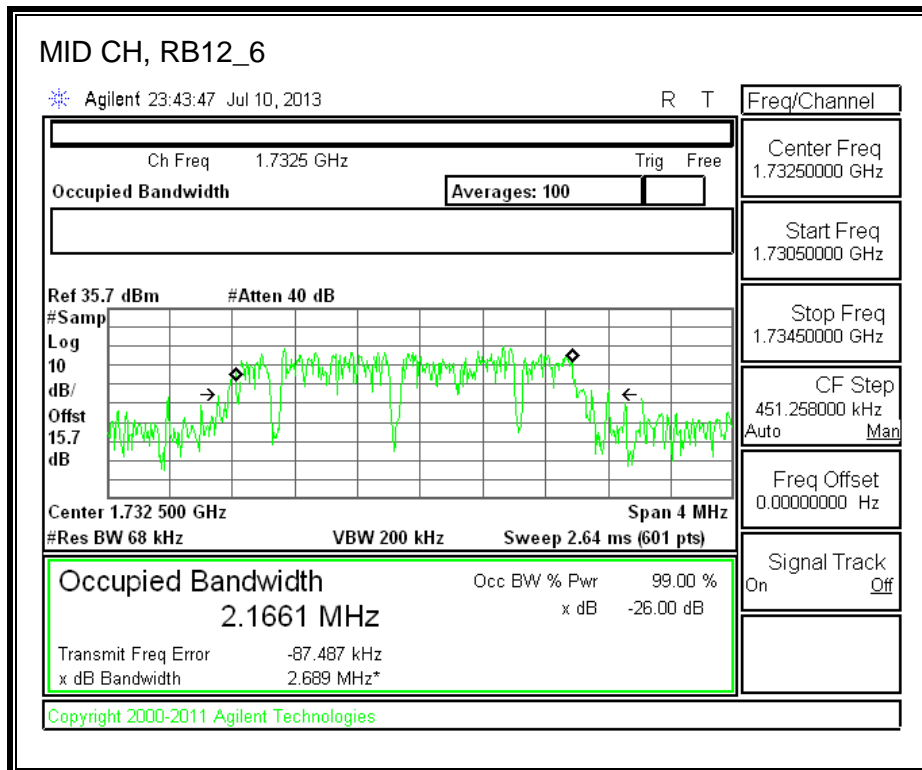 MID CH, RB12_6
Agilent 23:43:47 Jul 10, 2013 R T
Freq/Channel
Ch Freq 1.7325 GHz Trig Free
Occupied Bandwidth Averages: 100
Center Freq
1.73250000 GHz
Start Freq
1.73050000 GHz
Stop Freq
1.73450000 GHz
CF Step
451.258000 kHz
Auto Man
Freq Offset
0.00000000 Hz
Signal Track
On Off
Ref 35.7 dBm #Atten 40 dB
#Samp
Log
10
dB/
Offst
15.7
dB
Center 1.732 500 GHz Span 4 MHz
#Res BW 68 kHz VBW 200 kHz Sweep 2.64 ms (601 pts)
Occupied Bandwidth Occ BW % Pwr 99.00 %
2.1661 MHz x dB -26.00 dB
Transmit Freq Error -87.487 kHz
x dB Bandwidth 2.689 MHz*
Copyright 2000-2011 Agilent Technologies